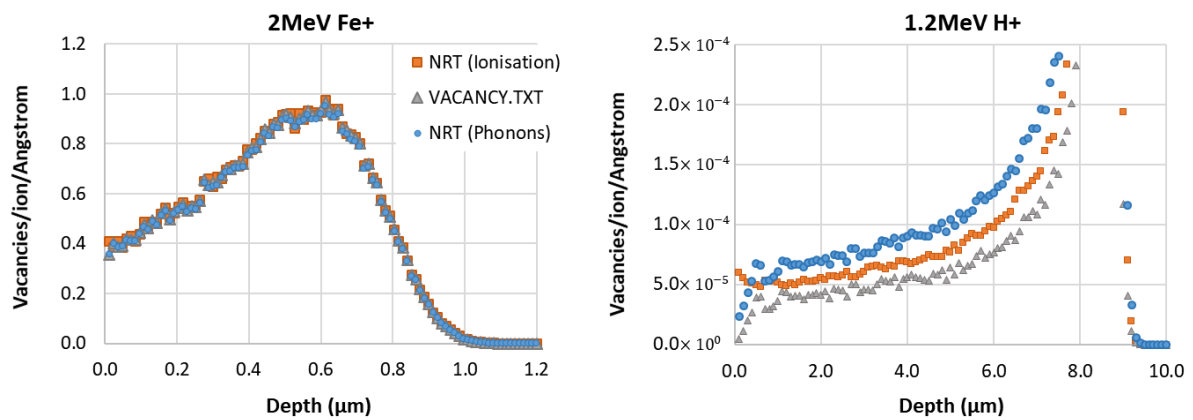 2MeV Fe+
Vacancies/ion/Angstrom
1.2
1.0
0.8
0.6
0.4
0.2
0.0
NRT (Ionisation)
VACANCY.TXT
NRT (Phonons)
0.0 0.2 0.4 0.6 0.8 1.0 1.2
Depth (μm)
1.2MeV H+
Vacancies/ion/Angstrom
2.5× 10⁻⁴
2.0× 10⁻⁴
1.5× 10⁻⁴
1.0× 10⁻⁴
5.0× 10⁻⁵
0.0× 10⁰
0.0 2.0 4.0 6.0 8.0 10.0
Depth (μm)